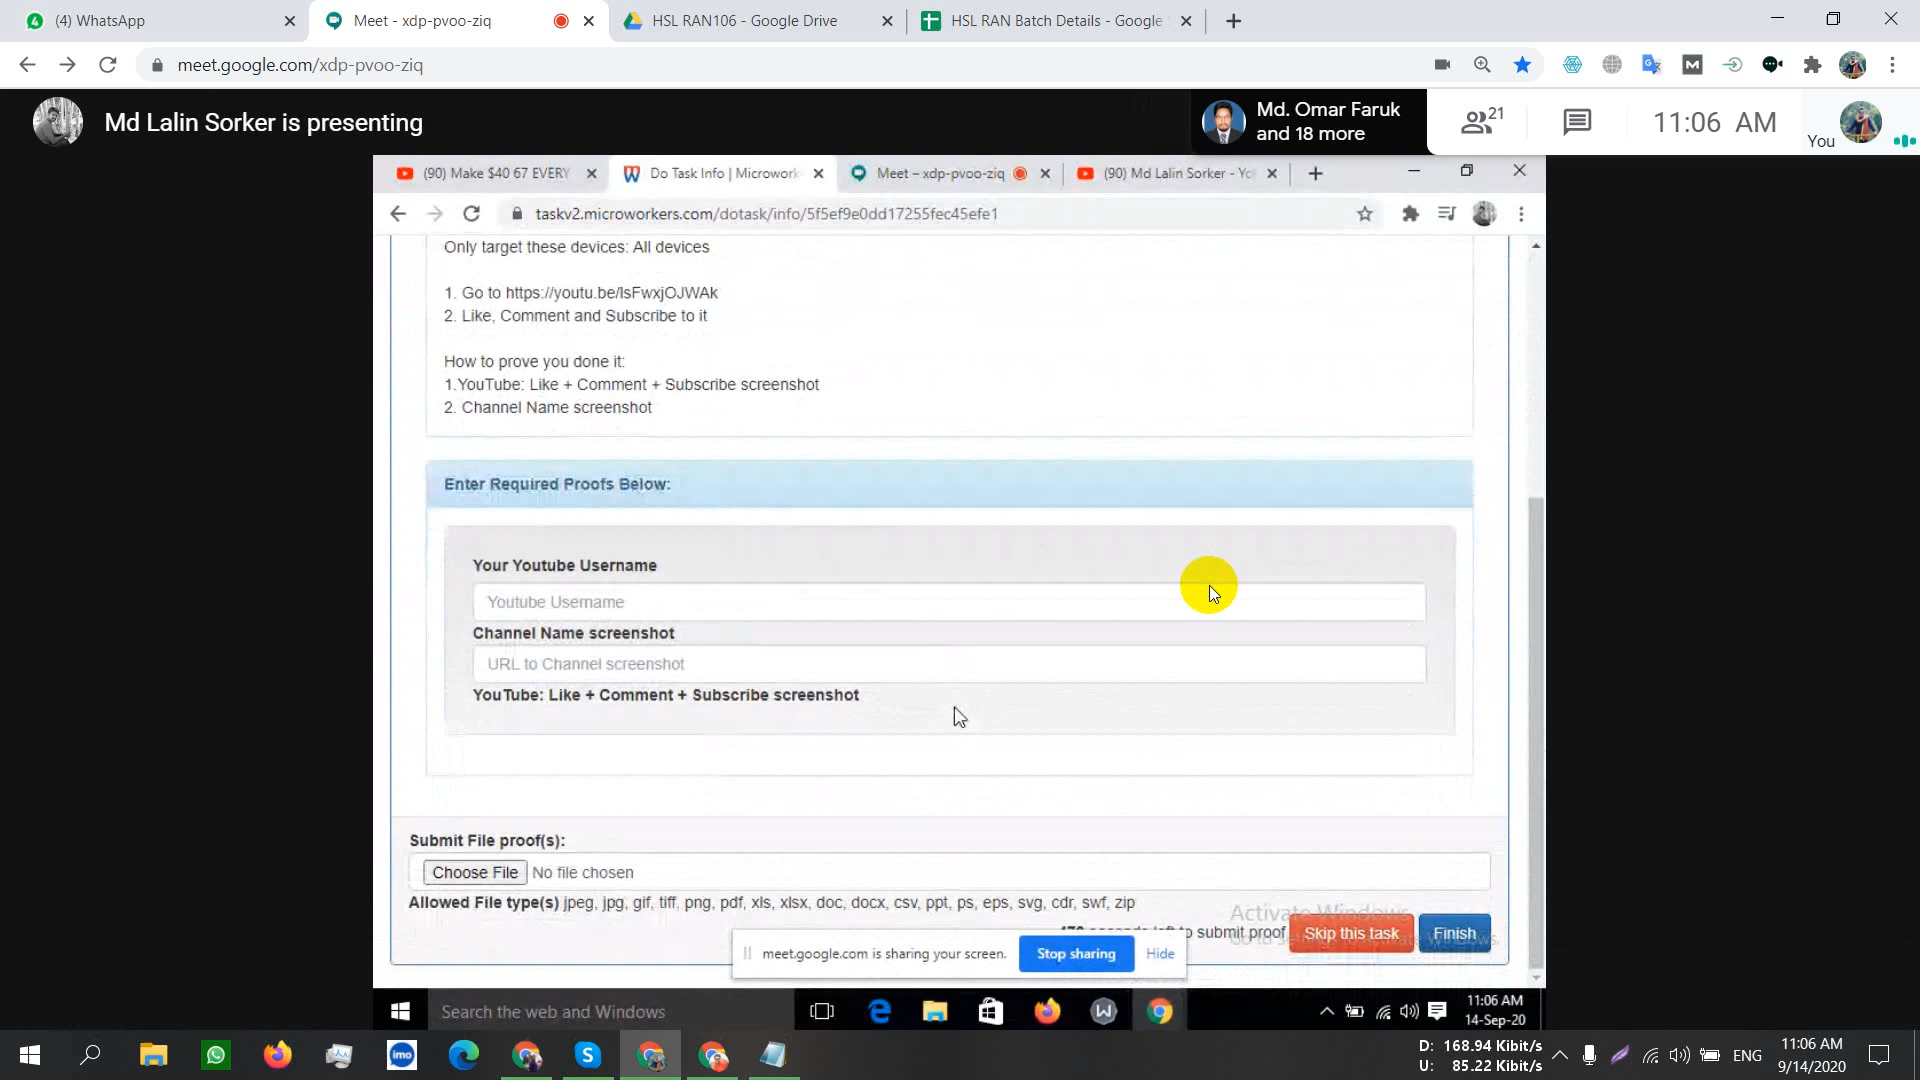 (4) WhatsApp
Meet - xdp-pvoo-ziq
HSL RAN106 - Google Drive
HSL RAN Batch Details - Google
meet.google.com/xdp-pvoo-ziq
Md Lalin Sorker is presenting
Md. Omar Faruk
and 18 more
21
11:06 AM
You
(90) Make $40 67 EVERY
Do Task Info | Microwork
Meet – xdp-pvoo-ziq
(90) Md Lalin Sorker - Yo
taskv2.microworkers.com/dotask/info/5f5ef9e0dd17255fec45efe1
Only target these devices: All devices
1. Go to https://youtu.be/IsFwxjOJWAk
2. Like, Comment and Subscribe to it
How to prove you done it:
1.YouTube: Like + Comment + Subscribe screenshot
2. Channel Name screenshot
Enter Required Proofs Below:
Your Youtube Username
Youtube Username
Channel Name screenshot
URL to Channel screenshot
YouTube: Like + Comment + Subscribe screenshot
Submit File proof(s):
Choose File No file chosen
Allowed File type(s) jpeg, jpg, gif, tiff, png, pdf, xls, xlsx, doc, docx, csv, ppt, ps, eps, svg, cdr, swf, zip
Activate Windows
to submit proof
Skip this task
Finish
meet.google.com is sharing your screen.
Stop sharing
Hide
Search the web and Windows
11:06 AM
14-Sep-20
imo
D: 168.94 Kibit/s
U: 85.22 Kibit/s
ENG
11:06 AM
9/14/2020